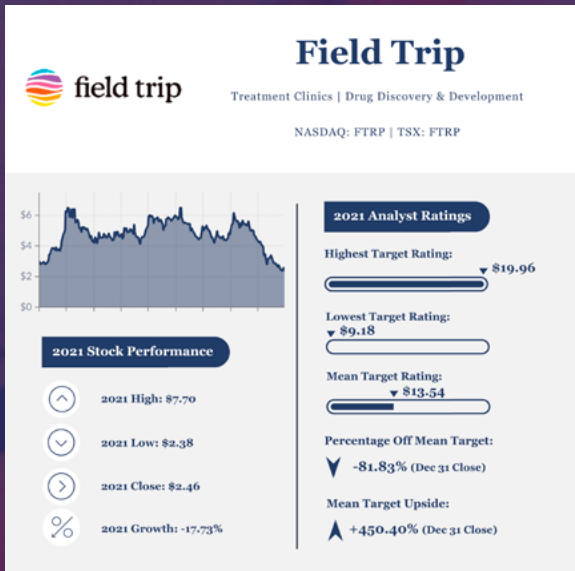 field trip
Field Trip
Treatment Clinics | Drug Discovery & Development
NASDAQ: FTRP | TSX: FTRP
$6
$4
$2
$0
2021 Stock Performance
2021 High: $7.70
2021 Low: $2.38
2021 Close: $2.46
2021 Growth: -17.73%
2021 Analyst Ratings
Highest Target Rating:
$19.96
Lowest Target Rating:
$9.18
Mean Target Rating:
$13.54
Percentage Off Mean Target:
-81.83% (Dec 31 Close)
Mean Target Upside:
+450.40% (Dec 31 Close)